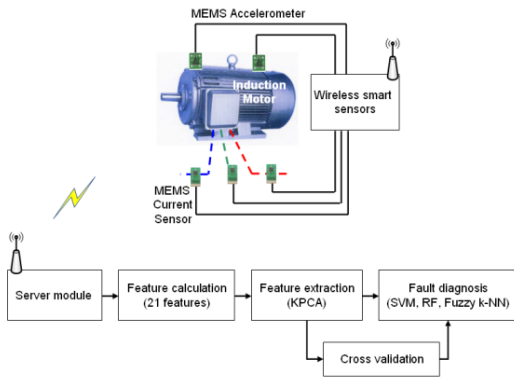 MEMS Accelerometer
Induction
Motor
Wireless smart
sensors
MEMS
Current
Sensor
Server module
Feature calculation
(21 features)
Feature extraction
(KPCA)
Fault diagnosis
(SVM, RF, Fuzzy k-NN)
Cross validation